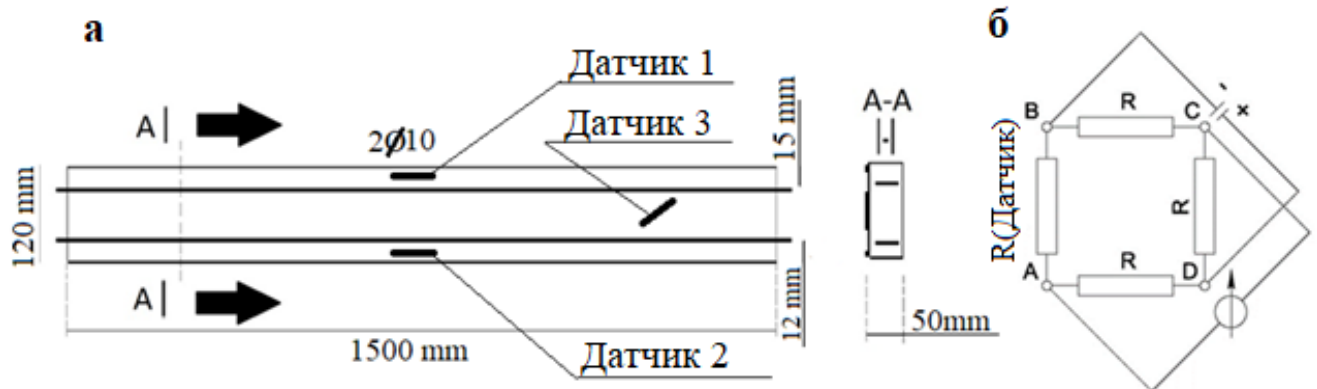 а
Датчик 1
Датчик 3
A
2Ø10
15 mm
120 mm
A
12 mm
1500 mm
Датчик 2
A-A
50mm
б
B
R
C
- +
R(Датчик)
R
A
R
D